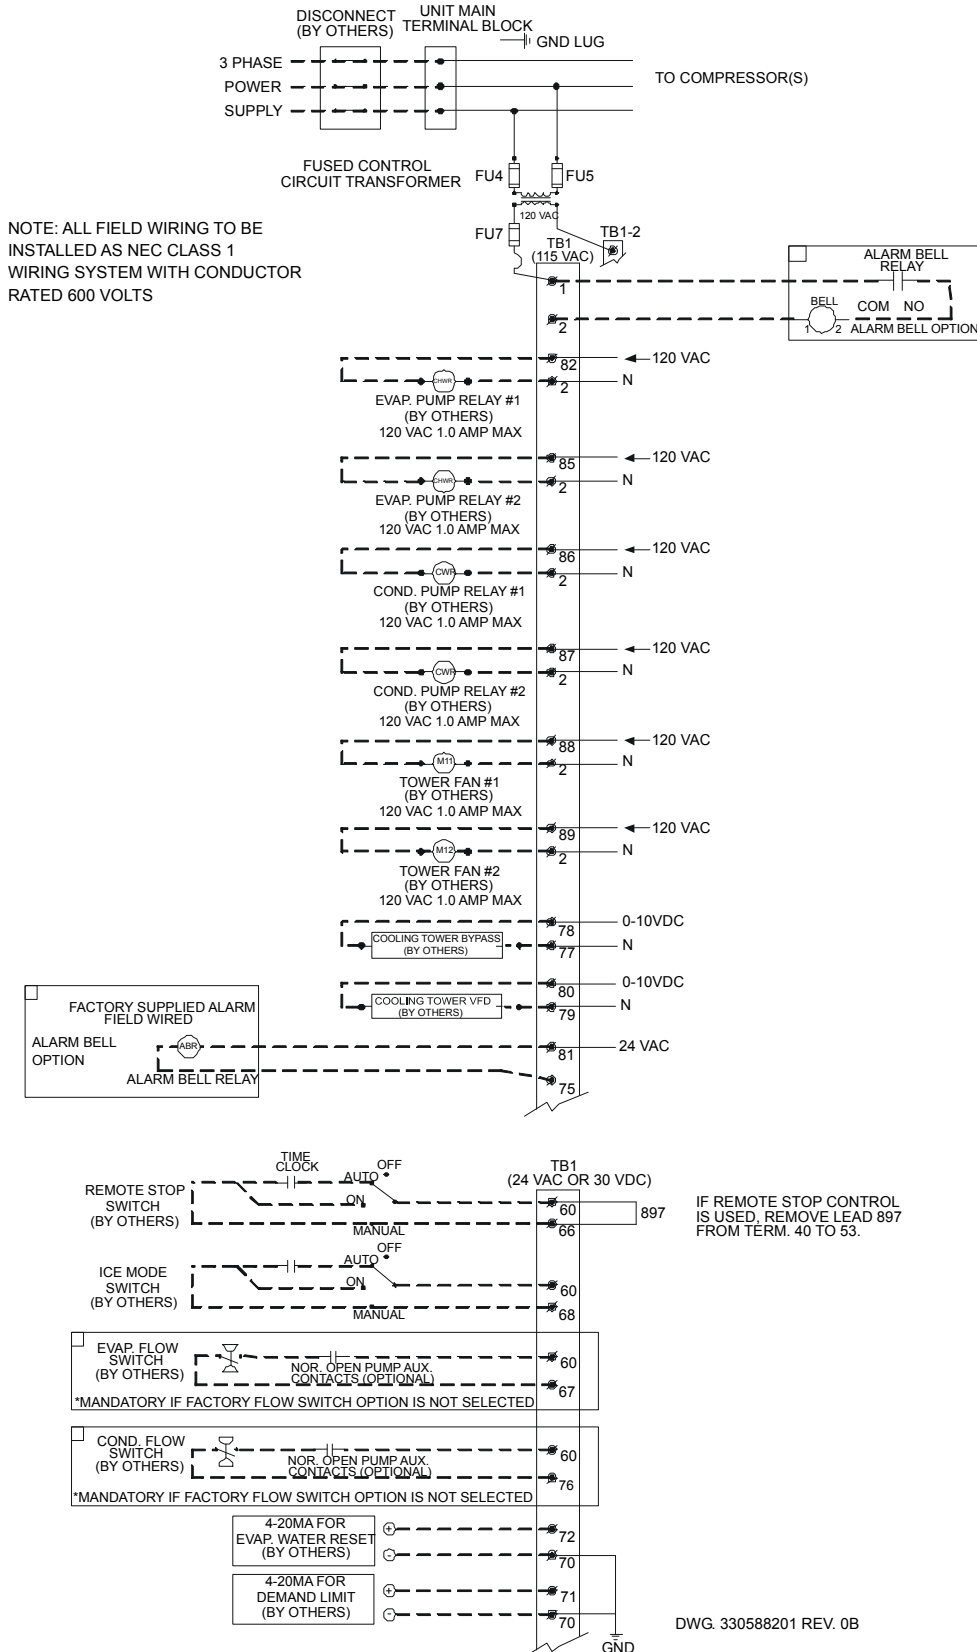 DISCONNECT
(BY OTHERS)
UNIT MAIN
TERMINAL BLOCK
GND LUG
3 PHASE
POWER
SUPPLY
TO COMPRESSOR(S)
FUSED CONTROL
CIRCUIT TRANSFORMER
FU4
FU5
120 VAC
FU7
TB1-2
NOTE: ALL FIELD WIRING TO BE
INSTALLED AS NEC CLASS 1
WIRING SYSTEM WITH CONDUCTOR
RATED 600 VOLTS
TB1
(115 VAC)
1
2
ALARM BELL
RELAY
BELL
COM NO
1 2
ALARM BELL OPTION
82
120 VAC
CHWR
2
N
EVAP. PUMP RELAY #1
(BY OTHERS)
120 VAC 1.0 AMP MAX
85
120 VAC
CHWR
2
N
EVAP. PUMP RELAY #2
(BY OTHERS)
120 VAC 1.0 AMP MAX
86
120 VAC
CWR
2
N
COND. PUMP RELAY #1
(BY OTHERS)
120 VAC 1.0 AMP MAX
87
120 VAC
CWR
2
N
COND. PUMP RELAY #2
(BY OTHERS)
120 VAC 1.0 AMP MAX
88
120 VAC
M11
2
N
TOWER FAN #1
(BY OTHERS)
120 VAC 1.0 AMP MAX
89
120 VAC
M12
2
N
TOWER FAN #2
(BY OTHERS)
120 VAC 1.0 AMP MAX
78
0-10VDC
COOLING TOWER BYPASS
(BY OTHERS)
77
N
80
0-10VDC
COOLING TOWER VFD
(BY OTHERS)
79
N
FACTORY SUPPLIED ALARM
FIELD WIRED
ALARM BELL
OPTION
ABR
ALARM BELL RELAY
81
24 VAC
75
TB1
(24 VAC OR 30 VDC)
REMOTE STOP
SWITCH
(BY OTHERS)
TIME
CLOCK
OFF
AUTO
ON
MANUAL
60
66
897
IF REMOTE STOP CONTROL
IS USED, REMOVE LEAD 897
FROM TERM. 40 TO 53.
ICE MODE
SWITCH
(BY OTHERS)
OFF
AUTO
ON
MANUAL
60
68
EVAP. FLOW
SWITCH
(BY OTHERS)
NOR. OPEN PUMP AUX.
CONTACTS (OPTIONAL)
60
67
*MANDATORY IF FACTORY FLOW SWITCH OPTION IS NOT SELECTED
COND. FLOW
SWITCH
(BY OTHERS)
NOR. OPEN PUMP AUX.
CONTACTS (OPTIONAL)
60
76
*MANDATORY IF FACTORY FLOW SWITCH OPTION IS NOT SELECTED
4-20MA FOR
EVAP. WATER RESET
(BY OTHERS)
+
-
72
70
4-20MA FOR
DEMAND LIMIT
(BY OTHERS)
+
-
71
70
GND
DWG. 330588201 REV. 0B